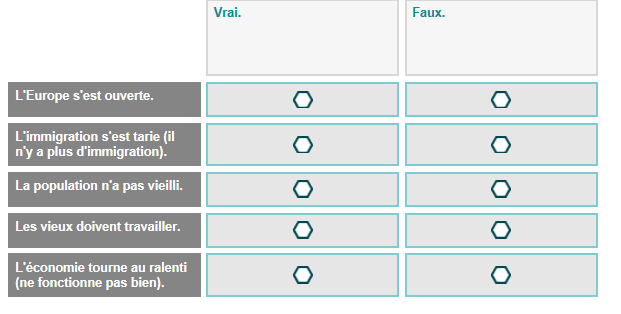 Vrai.
Faux.
L'Europe s'est ouverte.
L'immigration s'est tarie (il
n'y a plus d'immigration).
La population n'a pas vieilli.
Les vieux doivent travailler.
L'économie tourne au ralenti
(ne fonctionne pas bien).